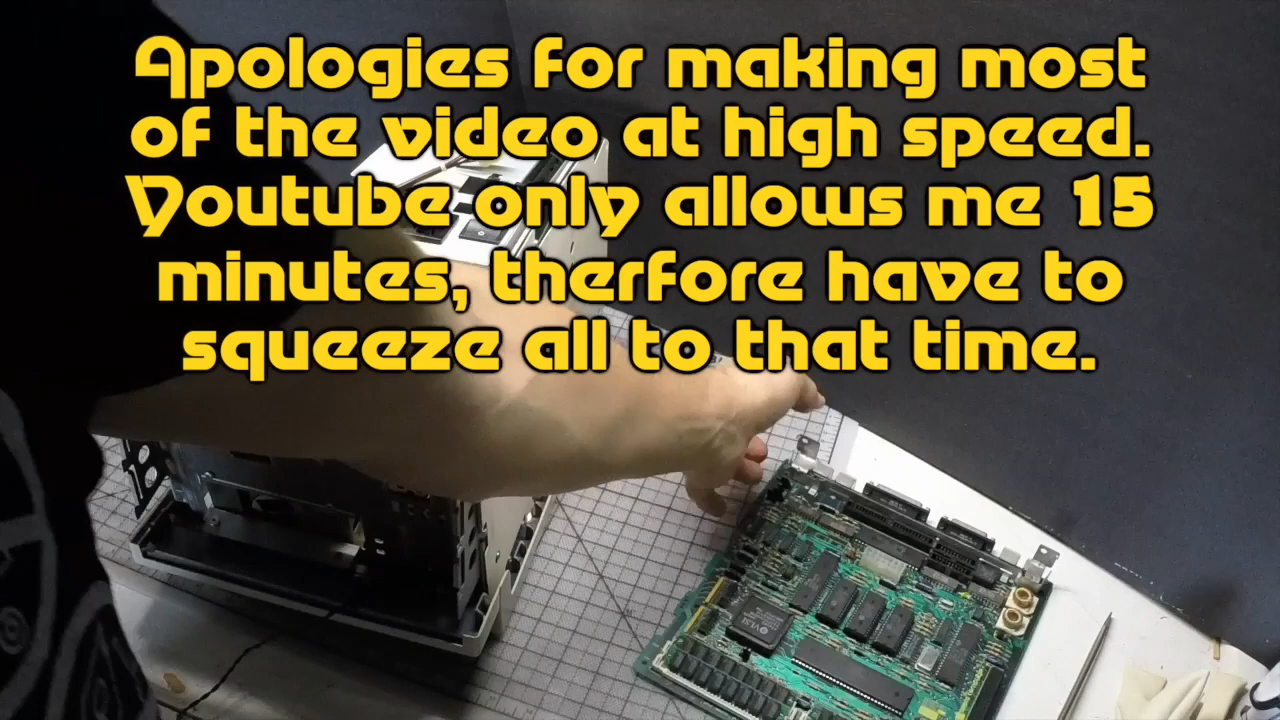 Apologies for making most
of the video at high speed.
Youtube only allows me 15
minutes, therfore have to
squeeze all to that time.
VLSI